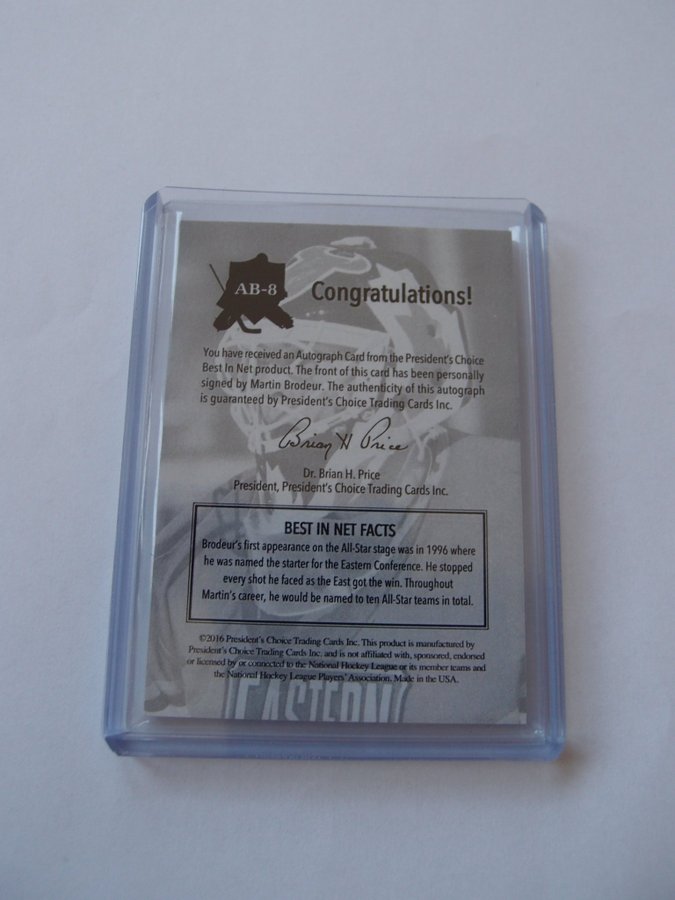 AB-8
Congratulations!
You have received an Autograph Card from the President's Choice
Best In Net product. The front of this card has been personally
signed by Martin Brodeur. The authenticity of this autograph
is guaranteed by President's Choice Trading Cards Inc.
Brian H Price
Dr. Brian H. Price
President, President's Choice Trading Cards Inc.
BEST IN NET FACTS
Brodeur's first appearance on the All-Star stage was in 1996 where
he was named the starter for the Eastern Conference. He stopped
every shot he faced as the East got the win. Throughout
Martin's career, he would be named to ten All-Star teams in total.
©2016 President's Choice Trading Cards Inc. This product is manufactured by
President's Choice Trading Cards Inc. and is not affiliated with, sponsored, endorsed
or licensed by or connected to the National Hockey League or its member teams and
the National Hockey League Players' Association. Made in the USA.
EASTERN